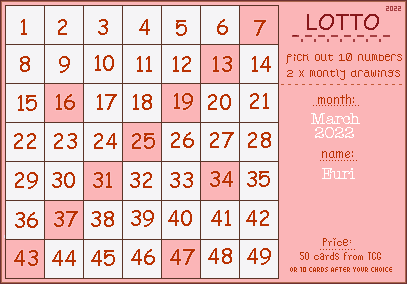 1 2 3 4 5 6 7
8 9 10 11 12 13 14
15 16 17 18 19 20 21
22 23 24 25 26 27 28
29 30 31 32 33 34 35
36 37 38 39 40 41 42
43 44 45 46 47 48 49
2022
LOTTO
pick out 10 numbers
2 x montly drawings
month:
March
2022
name:
Euri
Price:
50 cards from TCG
OR 10 CARDS AFTER YOUR CHOICE